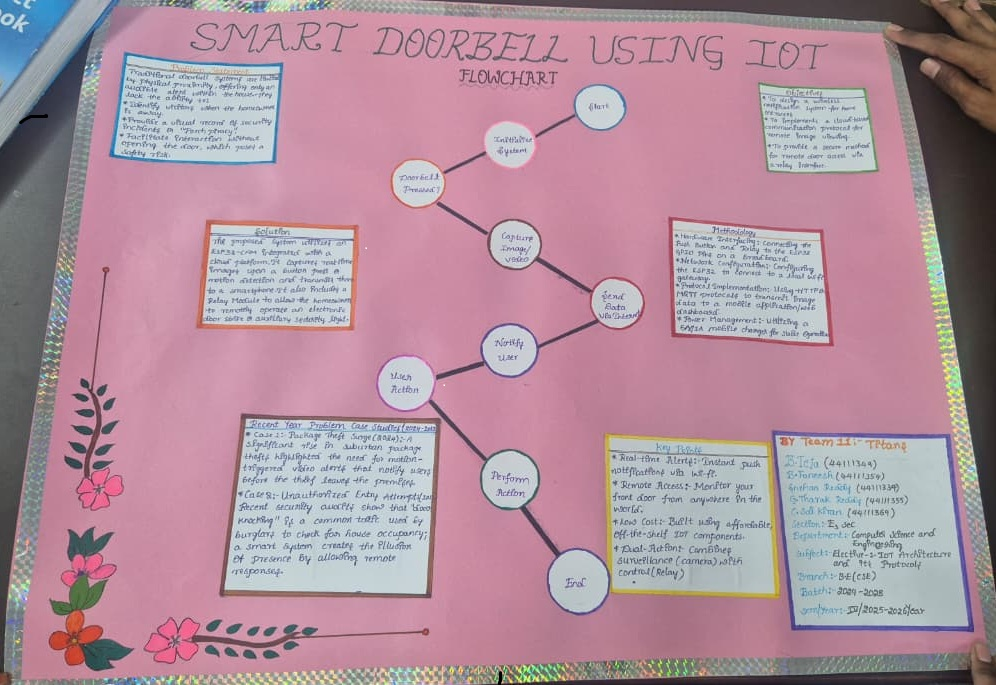 ok
SMART DOORBELL USING IOT
FLOWCHART
Start
Initialize
System
Doorbell
Pressed?
Capture
Image/
Video
Send
Data
Via Internet
Notify
User
User
Action
Perform
Action
End
Problem Statement
Traditional doorbell systems are limited
by physical proximity, offering only an
audible alert within the house. They
lack the ability to:
* Identify visitors when the homeowner
is away.
* Provide a visual record of security
incidents or "Porch piracy".
* Facilitate interaction without
opening the door, which poses a
safety risk.
Objective
* To design a wireless
notification system for home
* To implements a cloud based
communication protocol for
remote image viewing.
* To provide a secure method
for remote door access via
a relay
Solution
The proposed system utilizes an
ESP32-CAM integrated with a
cloud platform. It captures real-time
images upon a button press or
motion detection and transmits them
to a smartphone. It also includes a
Relay Module to allow the homeowner
to remotely operate an electronic
door strike or auxiliary security light.
Methodology
* Hardware Interfacing: Connecting the
Push Button and Relay to the ESP32
GPIO pins on a Breadboard.
* Network Configuration: Configuring
the ESP32 to connect to a local wi-fi
gateway.
* Protocol Implementation: Using HTTP or
MQTT protocols to transmit Image
data to a mobile application/web
dashboard.
* Power Management:- Utilizing a
5V/2A mobile charger for stable operation
Recent Year Problem Case Studies (2024-2025
* Case 1:- Package Theft Surge (2024):- A
significant rise in suburban package
thefts highlighted the need for motion-
triggered video alerts that notify users
before the thief leaves the premises.
* Case 2:- Unauthorized Entry Attempts
Recent security audits show that "Door
knocking" is a common tactic used by
burglars to check for house occupancy;
a smart system creates the illusion
of presence by allowing remote
responses.
Key Points
* Real-time Alerts:- Instant push
notifications via wi-fi.
* Remote Access:- Monitor your
front door from anywhere in the
world.
* Low Cost:- Built using affordable,
off-the-shelf IOT components.
* Dual-Action:- Combines
surveillance (camera) with
control (Relay)
BY Team 11:- Titans
B.Teja (44111349)
Reddy (44111339)
G.Tharak Reddy (44111355)
Khan (44111364)
Section:- E3 sec
Department:- Computer Science and
Engineering
Subject:- Elective-1-IOT Architecture
and its Protocols
Branch:- B.E (CSE)
Batch:- 2024-2028
Sem/year:- IV/2025-2026/Year